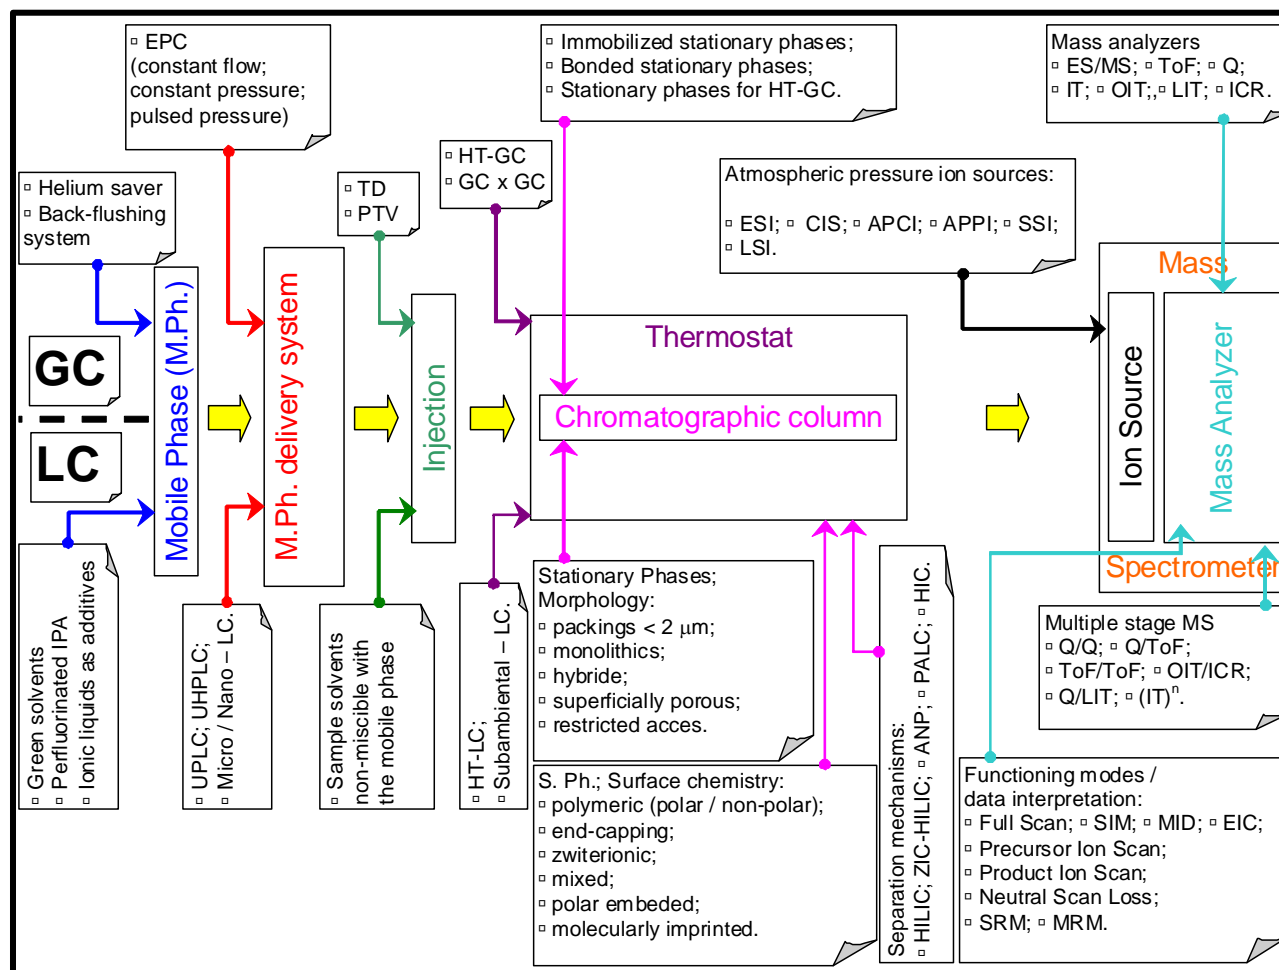 ▫ EPC
(constant flow;
constant pressure;
pulsed pressure)
▫ Immobilized stationary phases;
▫ Bonded stationary phases;
▫ Stationary phases for HT-GC.
Mass analyzers
▫ ES/MS; ▫ ToF; ▫ Q;
▫ IT; ▫ OIT;,▫ LIT; ▫ ICR.
▫ Helium saver
▫ Back-flushing
system
▫ TD
▫ PTV
▫ HT-GC
▫ GC x GC
Atmospheric pressure ion sources:
▫ ESI; ▫ CIS; ▫ APCI; ▫ APPI; ▫ SSI;
▫ LSI.
GC
LC
Mobile Phase (M.Ph.)
M.Ph. delivery system
Injection
Thermostat
Chromatographic column
Mass
Ion Source
Mass Analyzer
Spectrometer
▫ Green solvents
▫ Perfluorinated IPA
▫ Ionic liquids as additives
▫ UPLC; UHPLC;
▫ Micro / Nano – LC.
▫ Sample solvents
non-miscible with
the mobile phase
▫ HT-LC;
▫ Subambiental – LC.
Stationary Phases;
Morphology:
▫ packings < 2 μm;
▫ monolithics;
▫ hybride;
▫ superficially porous;
▫ restricted acces.
S. Ph.; Surface chemistry:
▫ polymeric (polar / non-polar);
▫ end-capping;
▫ zwiterionic;
▫ mixed;
▫ polar embeded;
▫ molecularly imprinted.
Separation mechanisms:
▫ HILIC; ZIC-HILIC; ▫ ANP; ▫ PALC; ▫ HIC.
Multiple stage MS
▫ Q/Q; ▫ Q/ToF;
▫ ToF/ToF; ▫ OIT/ICR;
▫ Q/LIT; ▫ (IT)ⁿ.
Functioning modes /
data interpretation:
▫ Full Scan; ▫ SIM; ▫ MID; ▫ EIC;
▫ Precursor Ion Scan;
▫ Product Ion Scan;
▫ Neutral Scan Loss;
▫ SRM; ▫ MRM.